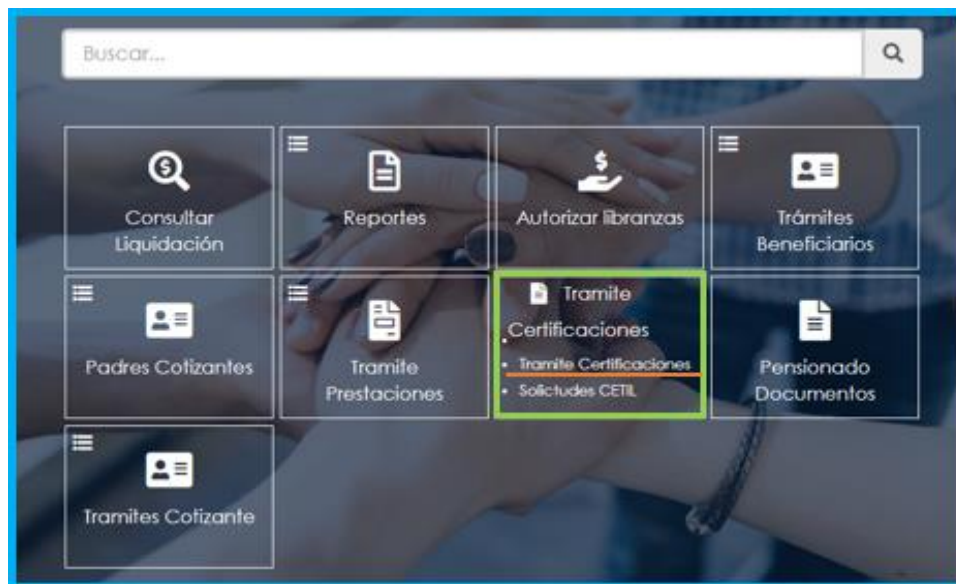 Buscar...
Consultar
Liquidación
Reportes
Autorizar libranzas
Trámites
Beneficiarios
Padres Cotizantes
Tramite
Prestaciones
Tramite
Certificaciones
Tramite Certificaciones
Solictudes CETIL
Pensionado
Documentos
Tramites Cotizante